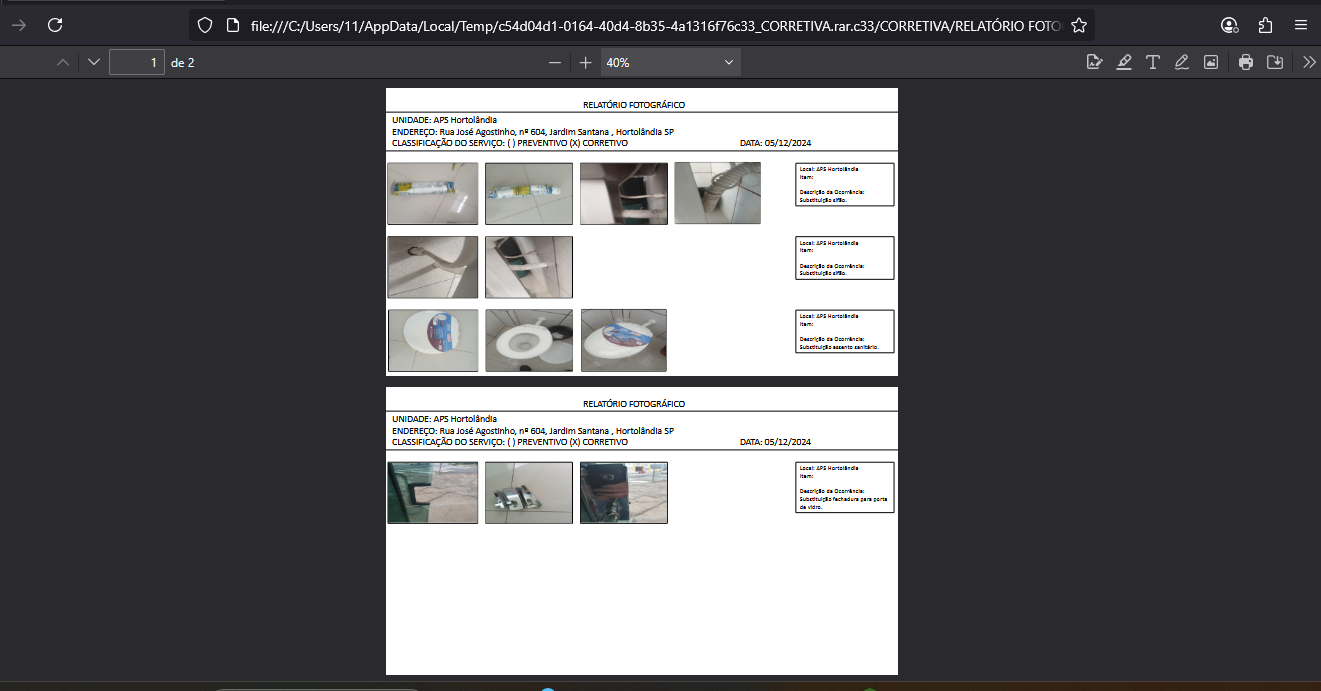 file:///C:/Users/11/AppData/Local/Temp/c54d04d1-0164-40d4-8b35-4a1316f76c33_CORRETIVA.rar.c33/CORRETIVA/RELATÓRIO FOTO
1 de 2
40%
RELATÓRIO FOTOGRÁFICO
UNIDADE: APS Hortolândia
ENDEREÇO: Rua José Agostinho, nº 604, Jardim Santana , Hortolândia SP
CLASSIFICAÇÃO DO SERVIÇO: ( ) PREVENTIVO (X) CORRETIVO DATA: 05/12/2024
Local: APS Hortolândia
Item:
Descrição da Ocorrência:
Substituição sifão.
Local: APS Hortolândia
Item:
Descrição da Ocorrência:
Substituição sifão.
Local: APS Hortolândia
Item:
Descrição da Ocorrência:
Substituição assento sanitário.
RELATÓRIO FOTOGRÁFICO
UNIDADE: APS Hortolândia
ENDEREÇO: Rua José Agostinho, nº 604, Jardim Santana , Hortolândia SP
CLASSIFICAÇÃO DO SERVIÇO: ( ) PREVENTIVO (X) CORRETIVO DATA: 05/12/2024
Local: APS Hortolândia
Item:
Descrição da Ocorrência:
Substituição fechadura para porta
de vidro.